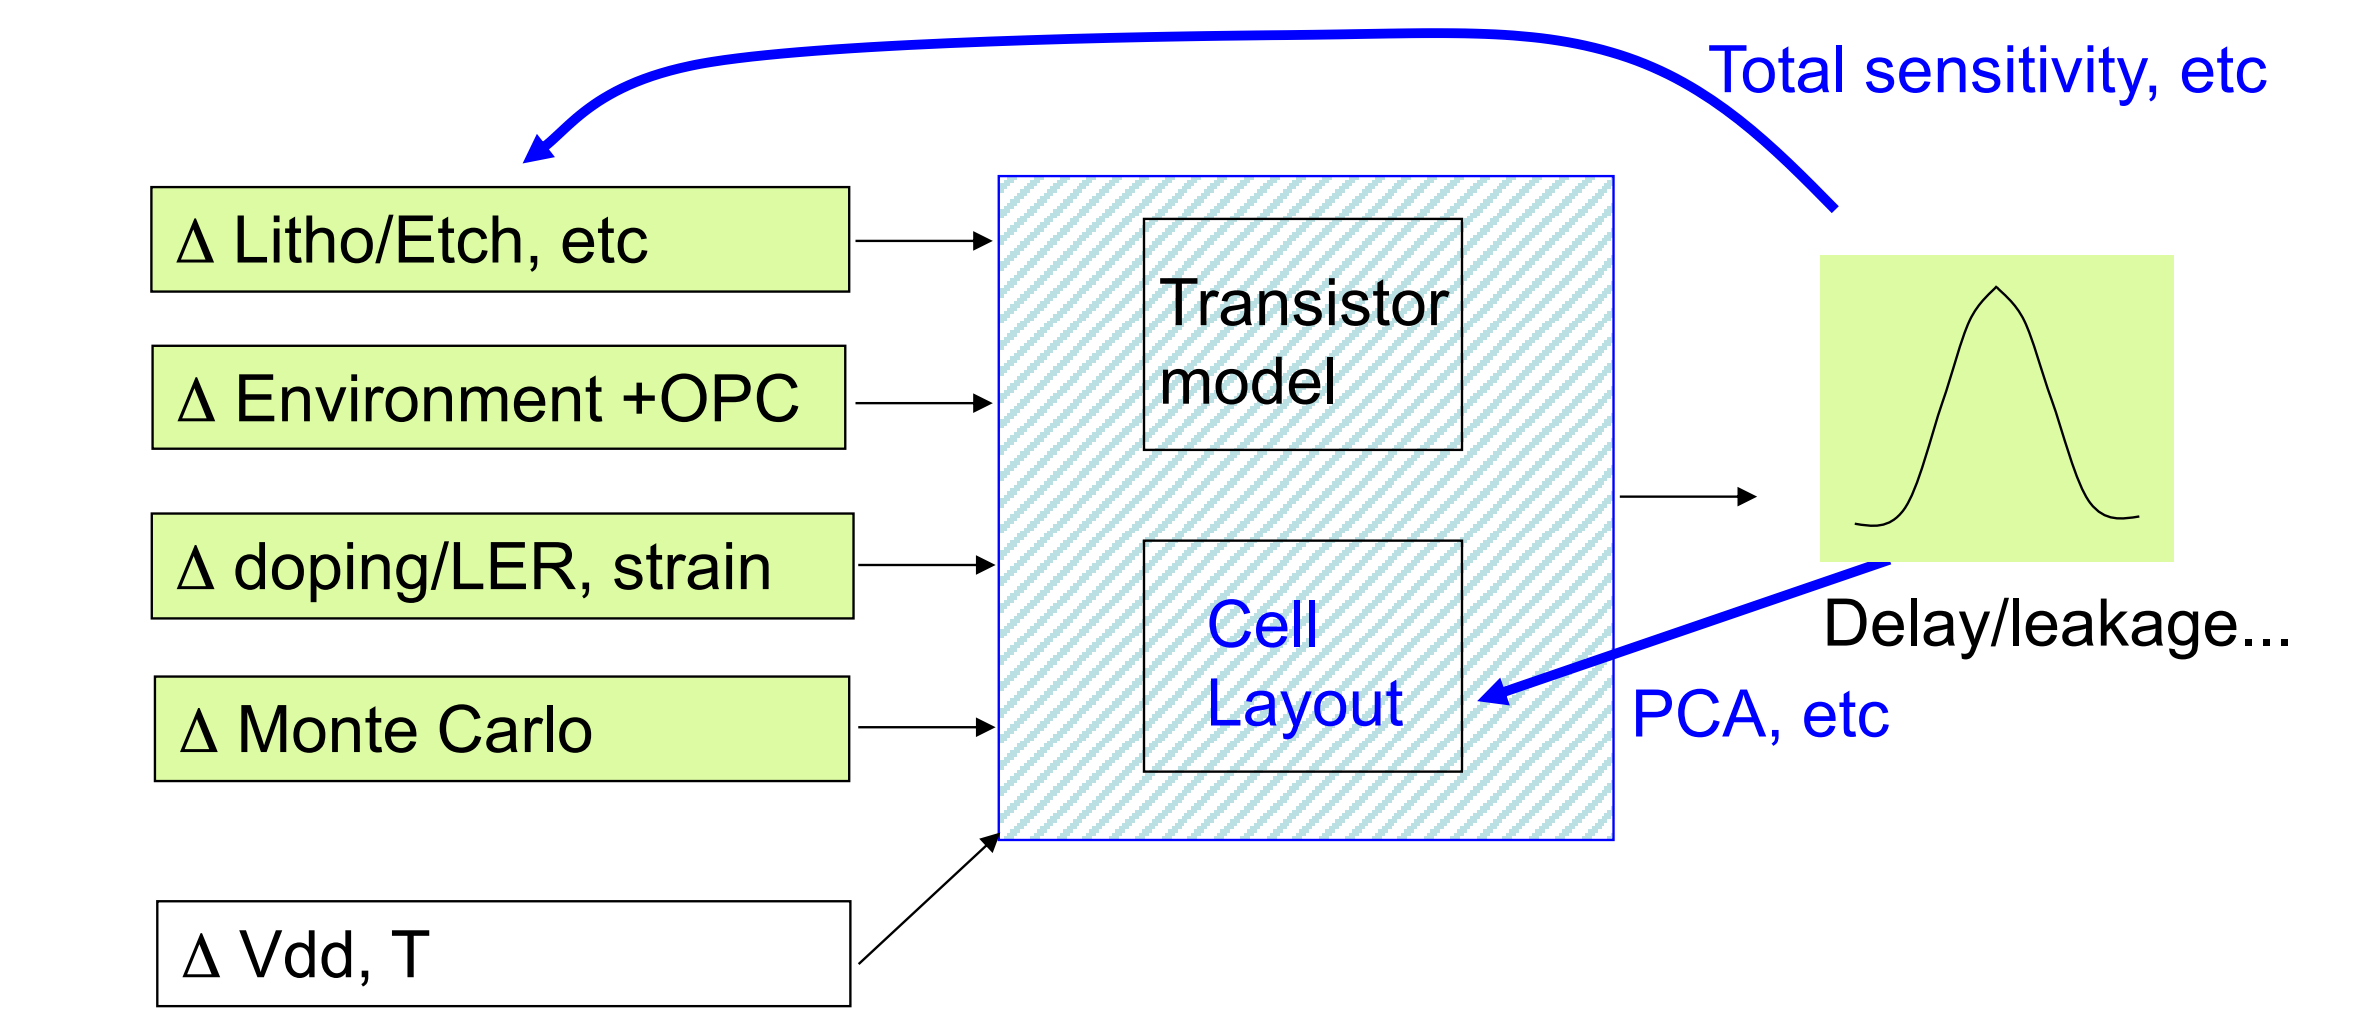 Total sensitivity, etc
Δ Litho/Etch, etc
Δ Environment +OPC
Δ doping/LER, strain
Δ Monte Carlo
Δ Vdd, T
Transistor
model
Cell
Layout
Delay/leakage...
PCA, etc